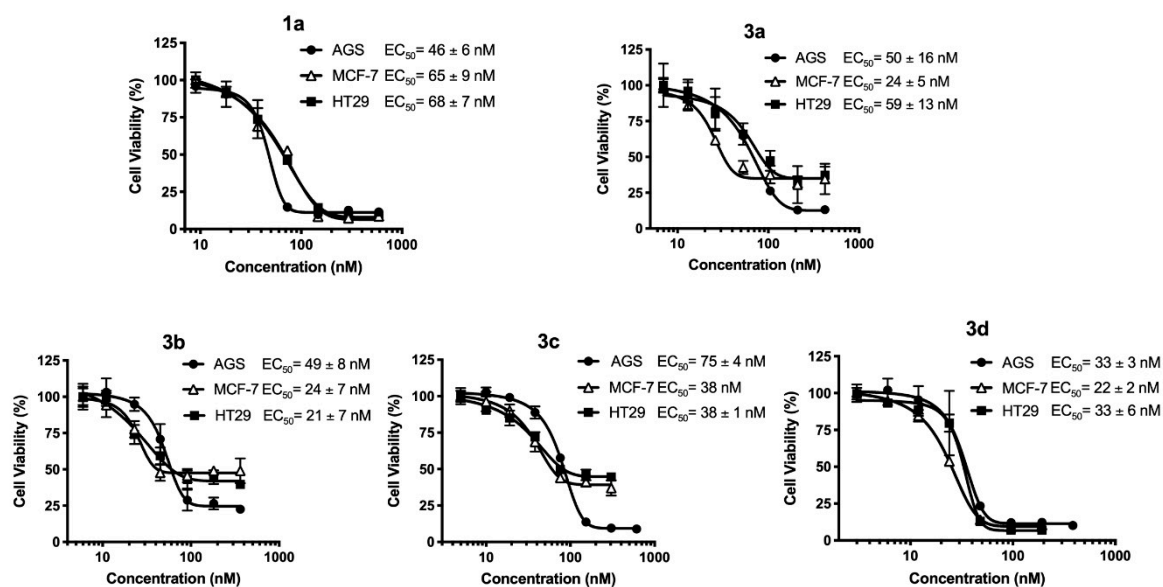 1a
AGS EC50= 46 ± 6 nM
MCF-7 EC50= 65 ± 9 nM
HT29 EC50= 68 ± 7 nM
125
100
75
50
25
0
Cell Viability (%)
10 100 1000
Concentration (nM)
3a
AGS EC50= 50 ± 16 nM
MCF-7 EC50= 24 ± 5 nM
HT29 EC50= 59 ± 13 nM
125
100
75
50
25
0
Cell Viability (%)
10 100 1000
Concentration (nM)
3b
AGS EC50= 49 ± 8 nM
MCF-7 EC50= 24 ± 7 nM
HT29 EC50= 21 ± 7 nM
125
100
75
50
25
0
Cell Viability (%)
10 100 1000
Concentration (nM)
3c
AGS EC50= 75 ± 4 nM
MCF-7 EC50= 38 nM
HT29 EC50= 38 ± 1 nM
125
100
75
50
25
0
Cell Viability (%)
10 100 1000
Concentration (nM)
3d
AGS EC50= 33 ± 3 nM
MCF-7 EC50= 22 ± 2 nM
HT29 EC50= 33 ± 6 nM
125
100
75
50
25
0
Cell Viability (%)
10 100 1000
Concentration (nM)